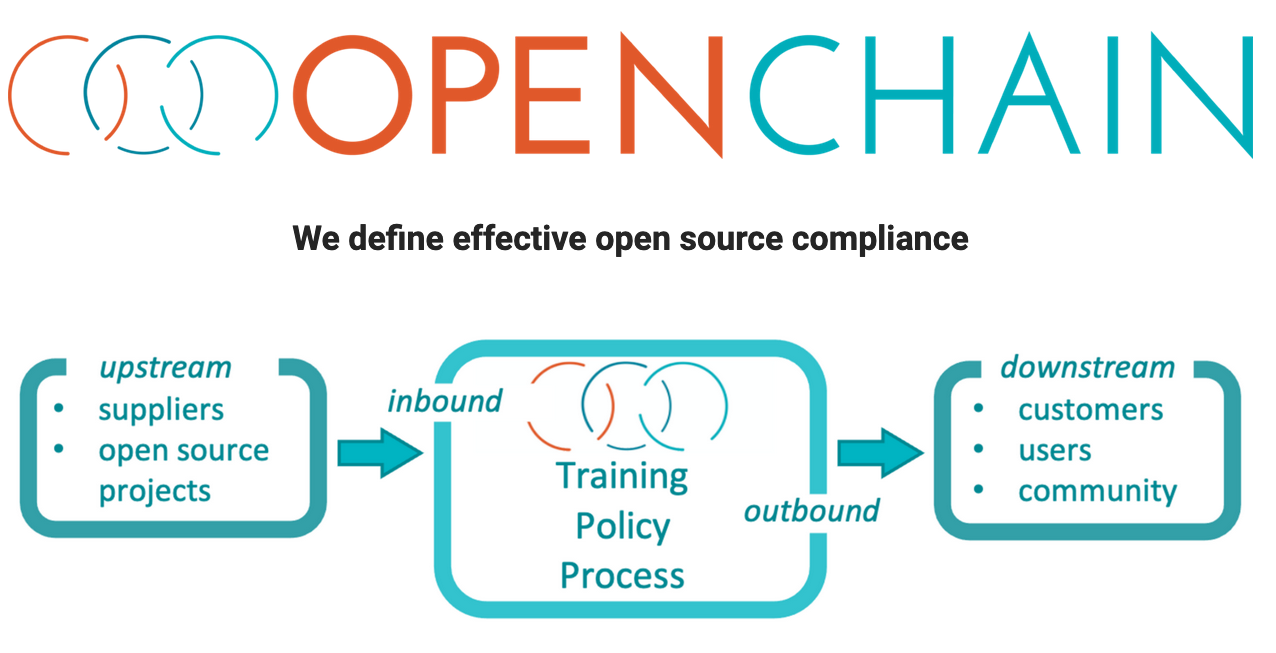 OPENCHAIN
We define effective open source compliance
upstream
• suppliers
• open source
projects
inbound
Training
Policy
Process
outbound
downstream
• customers
• users
• community